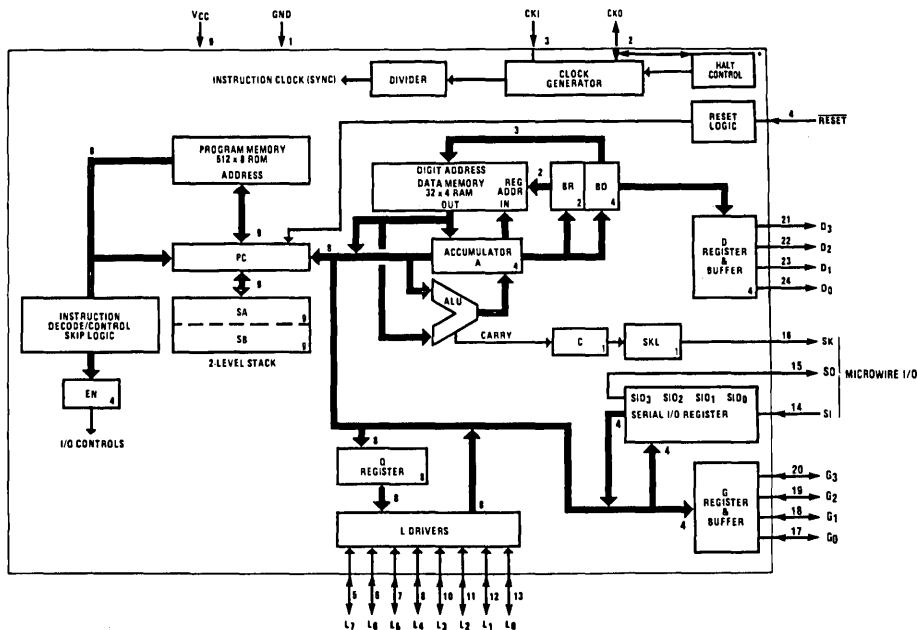 VCC GND CKI CKO
9 1 3 2
INSTRUCTION CLOCK (SYNC)
DIVIDER
CLOCK
GENERATOR
HALT
CONTROL
*
RESET
LOGIC
4
RESET
PROGRAM MEMORY
512 x 8 ROM
ADDRESS
8
9
PC
8
9
SA
9
SB
9
2-LEVEL STACK
INSTRUCTION
DECODE/CONTROL
SKIP LOGIC
EN
4
I/O CONTROLS
3
DIGIT ADDRESS
DATA MEMORY
32 x 4 RAM
OUT
REG
ADDR
IN
2
BR
2
BD
4
ACCUMULATOR
A
4
ALU
CARRY
C
1
SKL
1
D
REGISTER
&
BUFFER
4
21 D3
22 D2
23 D1
24 D0
16 SK
15 SO
14 SI
MICROWIRE I/O
SIO3 SIO2 SIO1 SIO0
SERIAL I/O REGISTER
4
4
G
REGISTER
&
BUFFER
4
20 G3
19 G2
18 G1
17 G0
8
Q
REGISTER
8
8
8
L DRIVERS
5 6 7 8 10 11 12 13
L7 L6 L5 L4 L3 L2 L1 L0